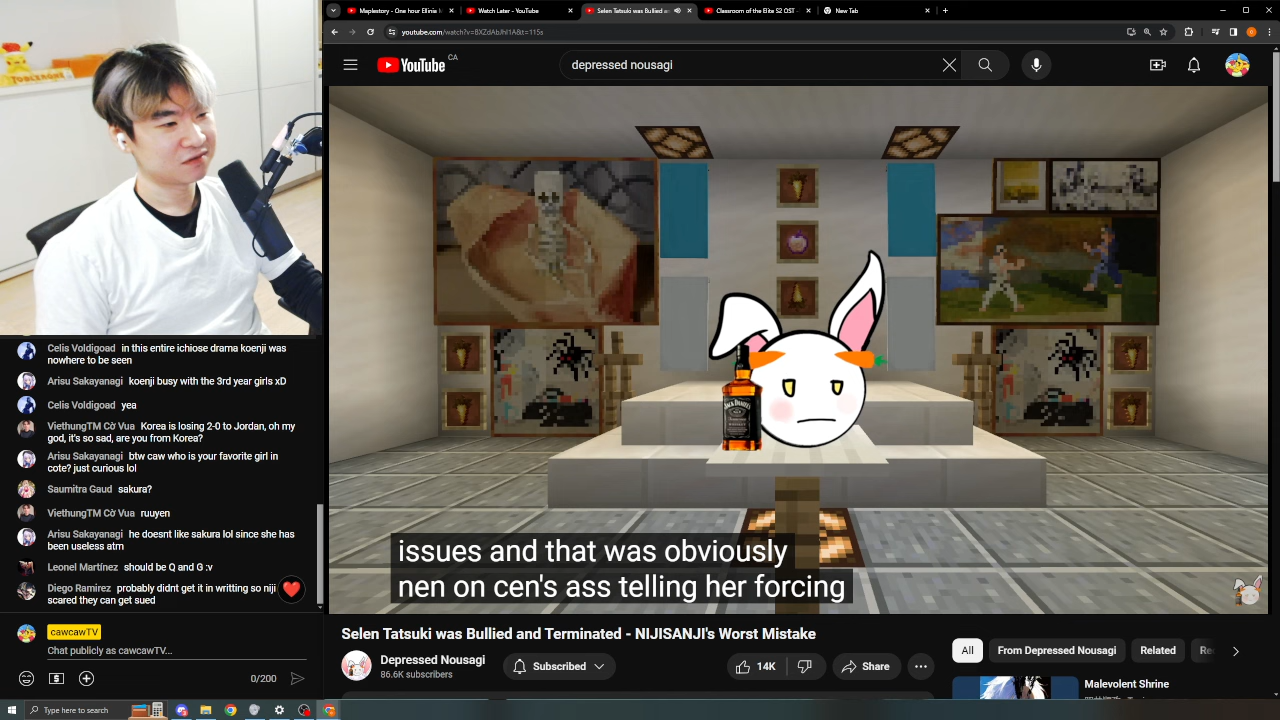 Maplestory - One hour Ellinia
Watch Later - YouTube
Selen Tatsuki was Bullied an
Classroom of the Elite S2 OST -
New Tab
youtube.com/watch?v=8XZdAbJhl1A&t=115s
YouTube CA
depressed nousagi
JACK DANIEL'S
issues and that was obviously
nen on cen's ass telling her forcing
Selen Tatsuki was Bullied and Terminated - NIJISANJI's Worst Mistake
Depressed Nousagi
86.6K subscribers
Subscribed
14K
Share
All
From Depressed Nousagi
Related
Malevolent Shrine
Celis Voldigoad in this entire ichiose drama koenji was
nowhere to be seen
Arisu Sakayanagi koenji busy with the 3rd year girls xD
Celis Voldigoad yea
ViethungTM Cờ Vua Korea is losing 2-0 to Jordan, oh my
god, it's so sad, are you from Korea?
Arisu Sakayanagi btw caw who is your favorite girl in
cote? just curious lol
Saumitra Gaud sakura?
ViethungTM Cờ Vua ruuyen
Arisu Sakayanagi he doesnt like sakura lol since she has
been useless atm
Leonel Martínez should be Q and G :v
Diego Ramirez probably didnt get it in writting so niji
scared they can get sued
cawcawTV
Chat publicly as cawcawTV...
0/200
Type here to search